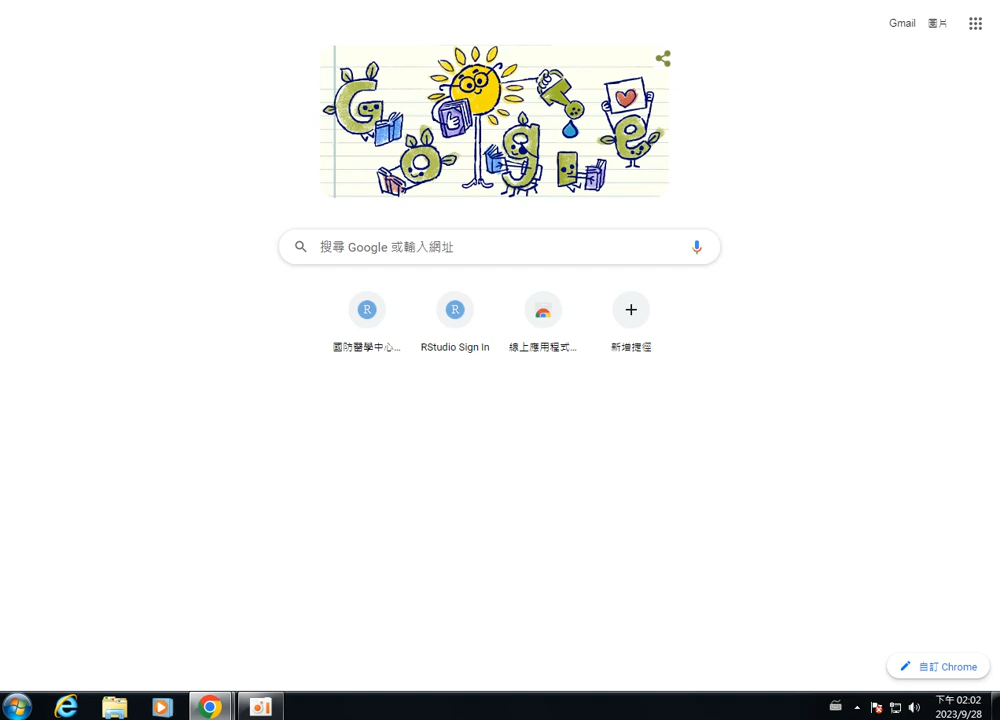 Gmail
圖片
搜尋 Google 或輸入網址
國防醫學中心...
RStudio Sign In
線上應用程式...
新增捷徑
自訂 Chrome
下午 02:02
2023/9/28